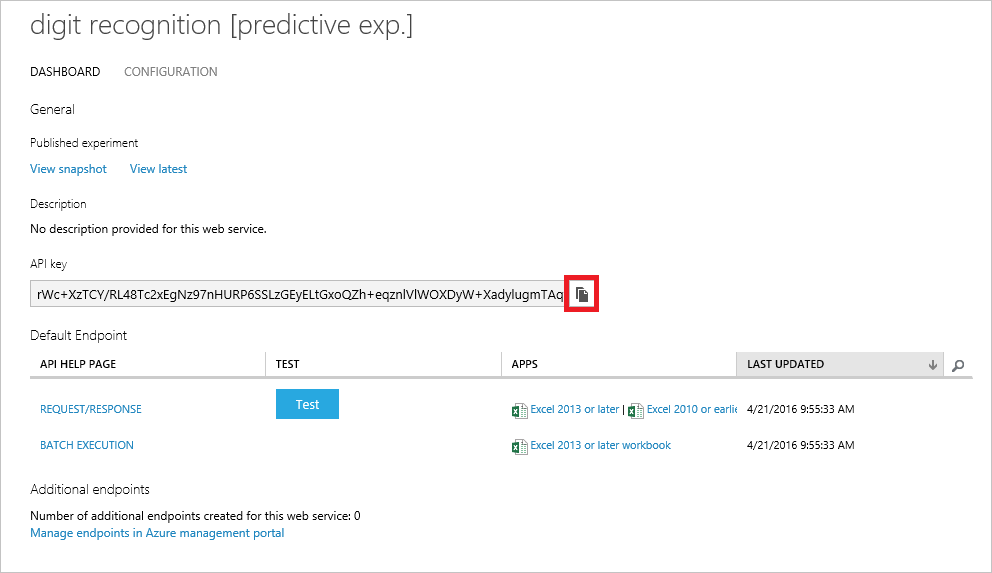 digit recognition [predictive exp.]
DASHBOARD CONFIGURATION
General
Published experiment
View snapshot View latest
Description
No description provided for this web service.
API key
rWc+XzTCY/RL48Tc2xEgNz97nHURP6SSLzGEyELtGxoQZh+eqznlVlWOXDyW+XadylugmTAq
Default Endpoint
API HELP PAGE TEST APPS LAST UPDATED
REQUEST/RESPONSE Test Excel 2013 or later | Excel 2010 or earlie 4/21/2016 9:55:33 AM
BATCH EXECUTION Excel 2013 or later workbook 4/21/2016 9:55:33 AM
Additional endpoints
Number of additional endpoints created for this web service: 0
Manage endpoints in Azure management portal